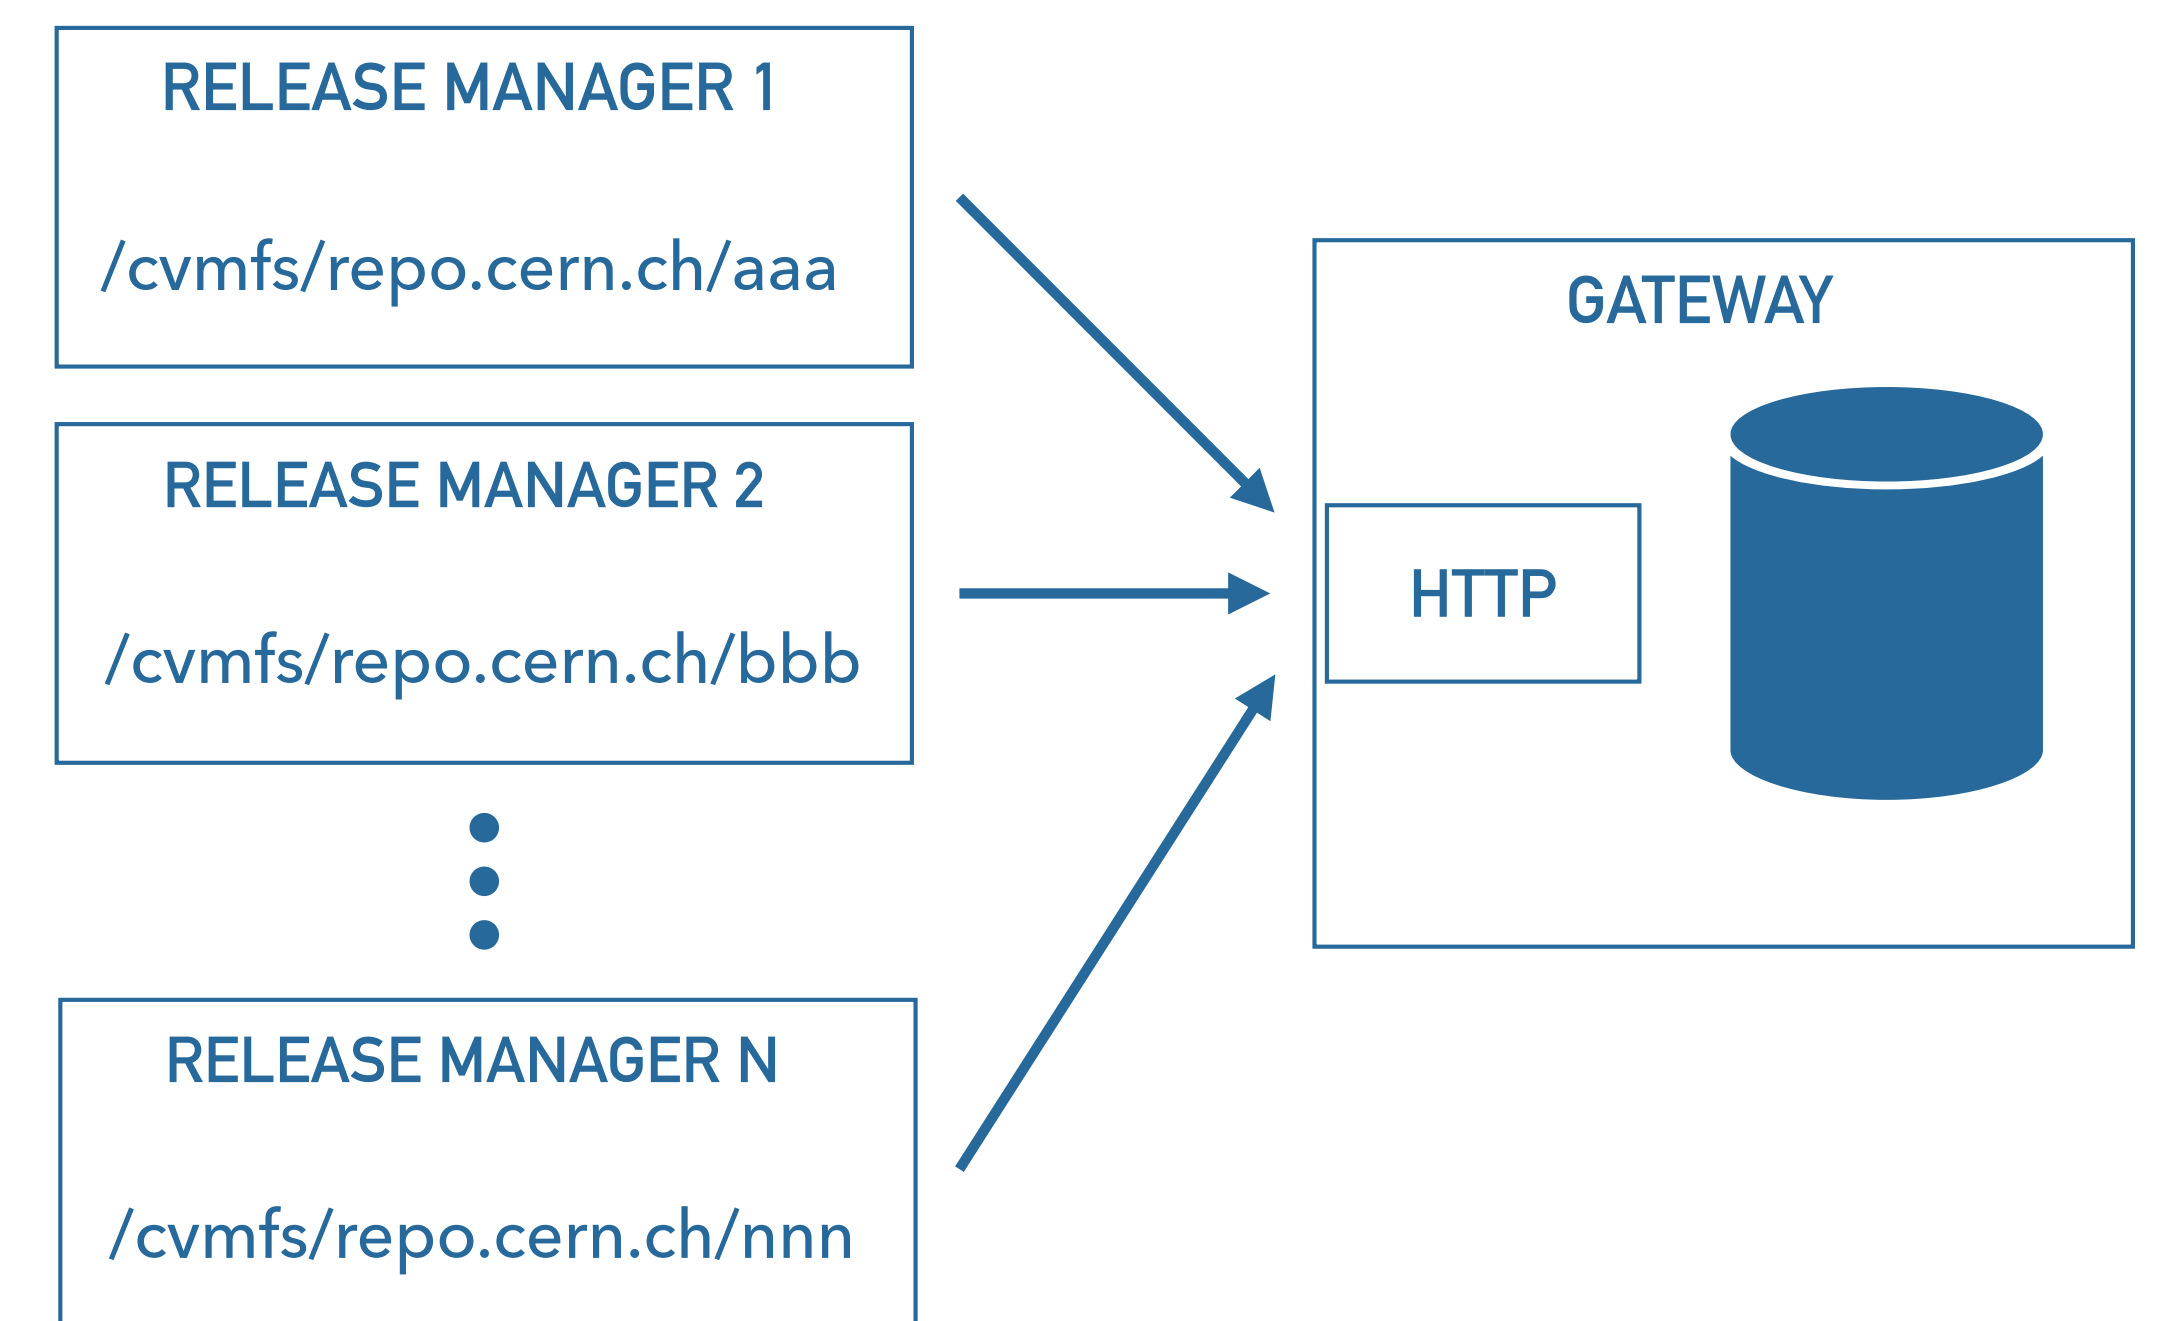 RELEASE MANAGER 1
/cvmfs/repo.cern.ch/aaa
RELEASE MANAGER 2
/cvmfs/repo.cern.ch/bbb
RELEASE MANAGER N
/cvmfs/repo.cern.ch/nnn
GATEWAY
HTTP